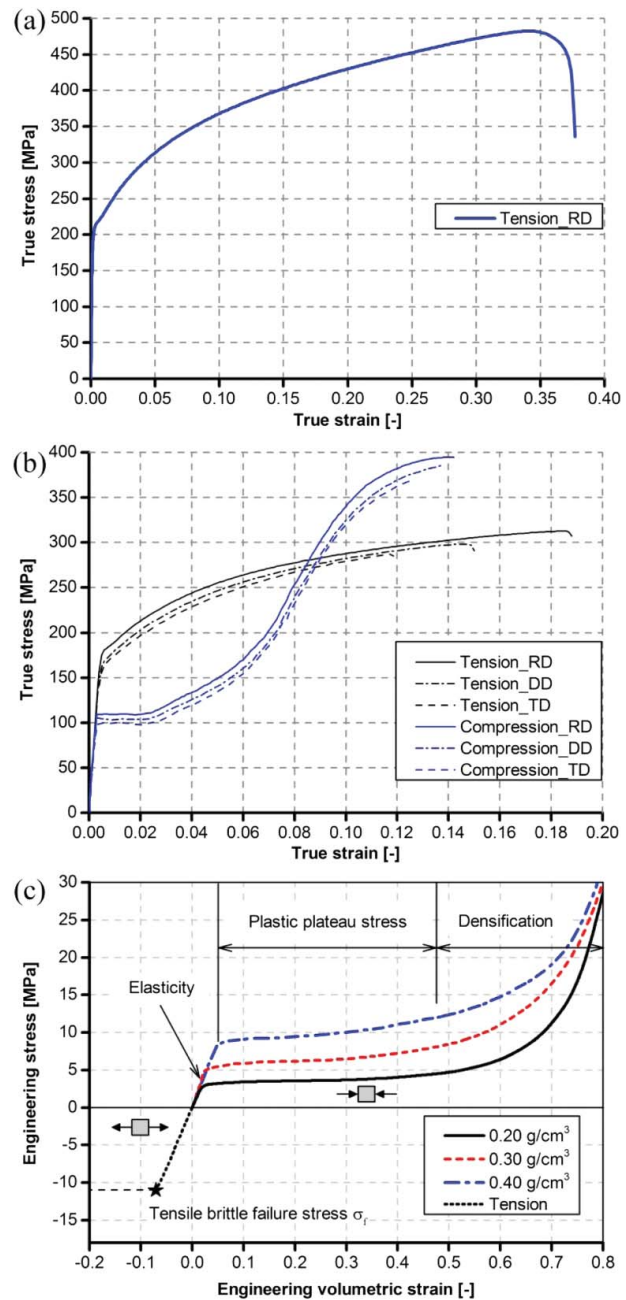 (a)
500
450
400
350
300
250
200
150
100
50
0
True stress [MPa]
Tension_RD
0.00 0.05 0.10 0.15 0.20 0.25 0.30 0.35 0.40
True strain [-]
(b)
400
350
300
250
200
150
100
50
0
True stress [MPa]
Tension_RD
Tension_DD
Tension_TD
Compression_RD
Compression_DD
Compression_TD
0.00 0.02 0.04 0.06 0.08 0.10 0.12 0.14 0.16 0.18 0.20
True strain [-]
(c)
30
25
20
15
10
5
0
-5
-10
-15
Engineering stress [MPa]
Plastic plateau stress Densification
Elasticity
0.20 g/cm³
0.30 g/cm³
0.40 g/cm³
Tension
Tensile brittle failure stress σf
-0.2 -0.1 0.0 0.1 0.2 0.3 0.4 0.5 0.6 0.7 0.8
Engineering volumetric strain [-]